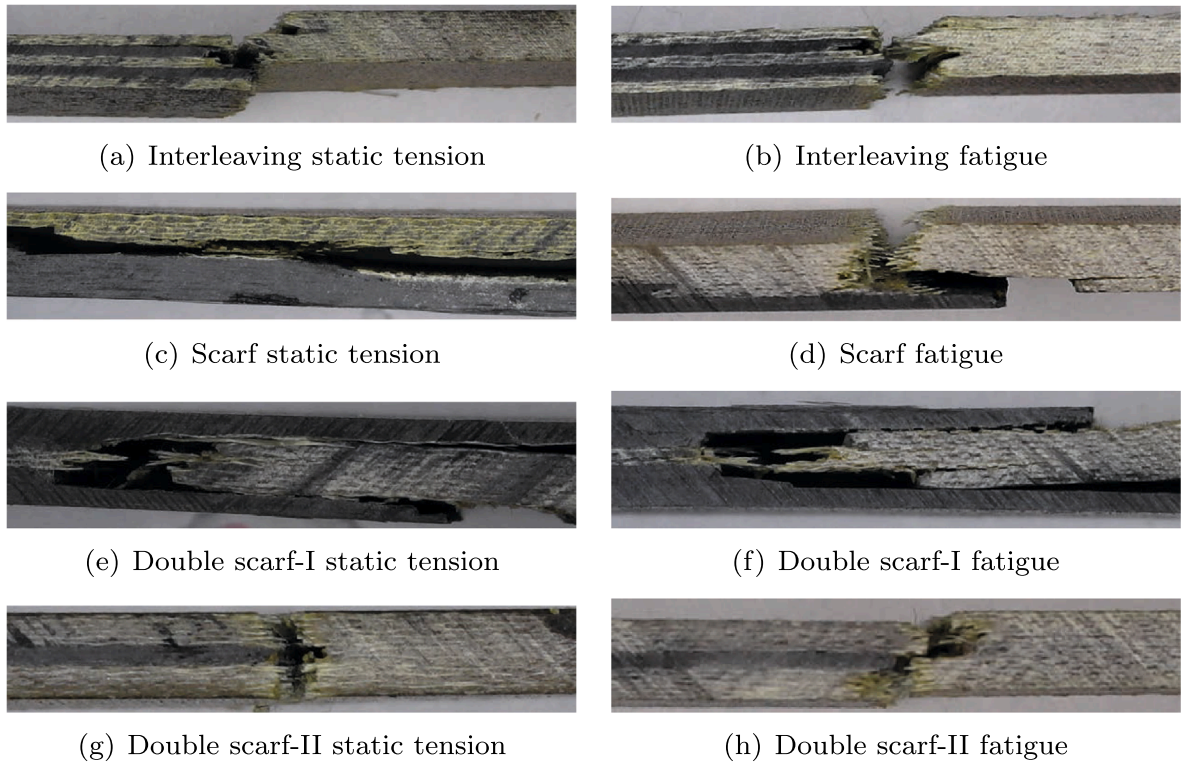 (a) Interleaving static tension
(b) Interleaving fatigue
(c) Scarf static tension
(d) Scarf fatigue
(e) Double scarf-I static tension
(f) Double scarf-I fatigue
(g) Double scarf-II static tension
(h) Double scarf-II fatigue